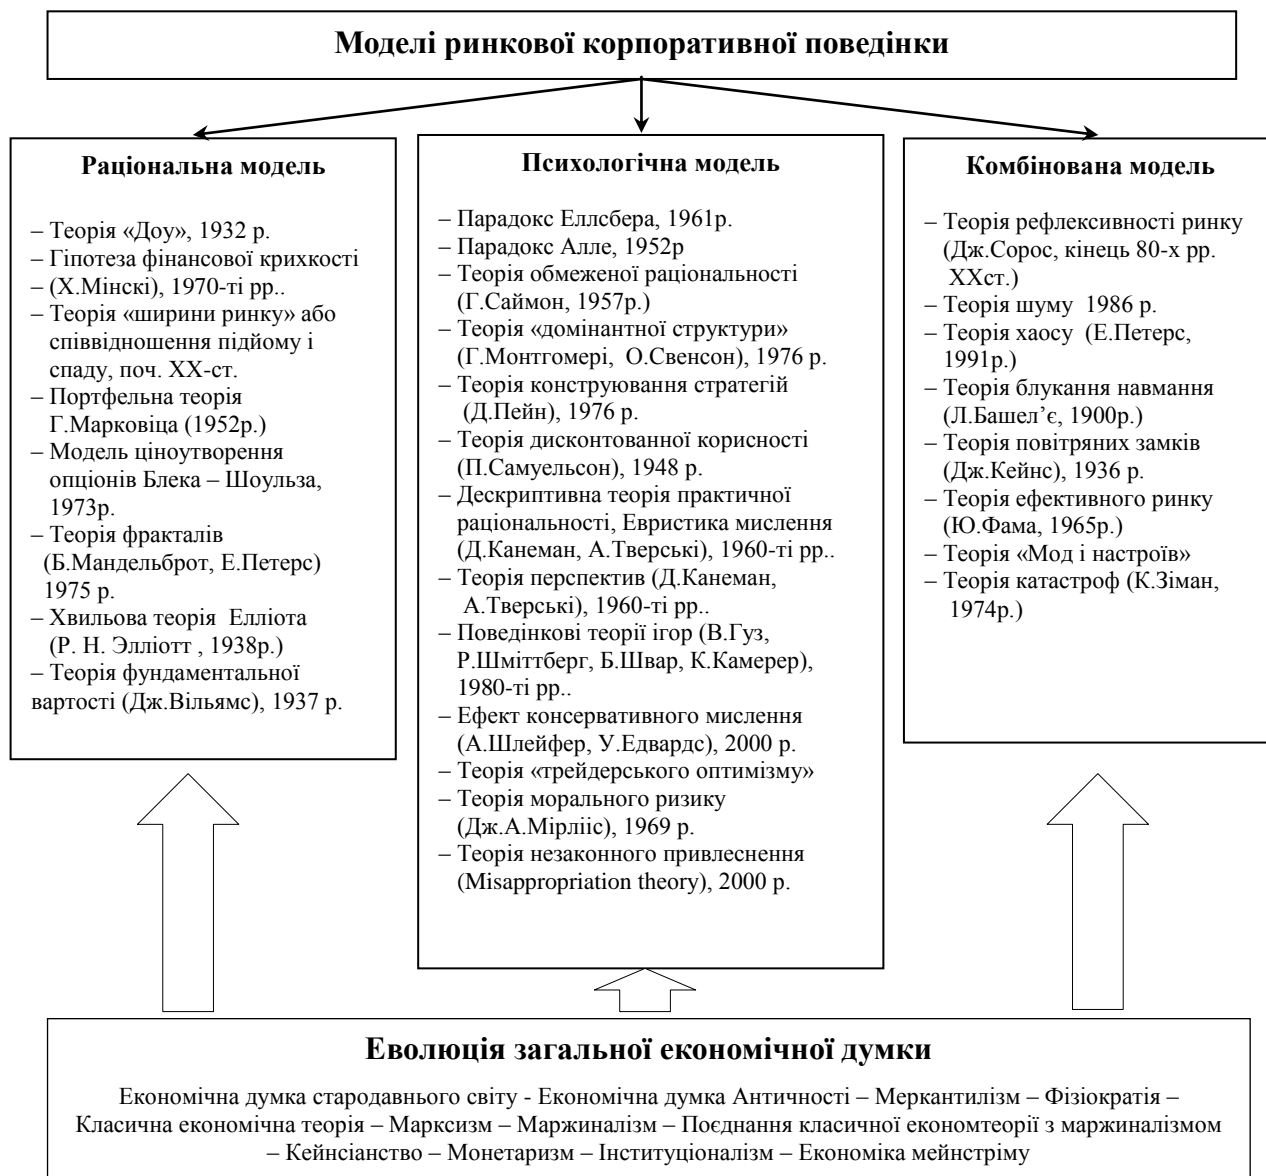 Моделі ринкової корпоративної поведінки
Раціональна модель
– Теорія «Доу», 1932 р.
– Гіпотеза фінансової крихкості
– (Х.Мінскі), 1970-ті рр..
– Теорія «ширини ринку» або
співвідношення підйому і
спаду, поч. ХХ-ст.
– Портфельна теорія
Г.Марковіца (1952р.)
– Модель ціноутворення
опціонів Блека – Шоульза,
1973р.
– Теорія фракталів
(Б.Мандельброт, Е.Петерс)
1975 р.
– Хвильова теорія Елліота
(Р. Н. Элліотт , 1938р.)
– Теорія фундаментальної
вартості (Дж.Вільямс), 1937 р.
Психологічна модель
– Парадокс Еллсбера, 1961р.
– Парадокс Алле, 1952р
– Теорія обмеженої раціональності
(Г.Саймон, 1957р.)
– Теорія «домінантної структури»
(Г.Монтгомері, О.Свенсон), 1976 р.
– Теорія конструювання стратегій
(Д.Пейн), 1976 р.
– Теорія дисконтованної корисності
(П.Самуельсон), 1948 р.
– Дескриптивна теорія практичної
раціональності, Евристика мислення
(Д.Канеман, А.Тверські), 1960-ті рр..
– Теорія перспектив (Д.Канеман,
А.Тверські), 1960-ті рр..
– Поведінкові теорії ігор (В.Гуз,
Р.Шміттберг, Б.Швар, К.Камерер),
1980-ті рр..
– Ефект консервативного мислення
(А.Шлейфер, У.Едвардс), 2000 р.
– Теорія «трейдерського оптимізму»
– Теорія морального ризику
(Дж.А.Мірлііс), 1969 р.
– Теорія незаконного привлеснення
(Misappropriation theory), 2000 р.
Комбінована модель
– Теорія рефлексивності ринку
(Дж.Сорос, кінець 80-х рр.
ХХст.)
– Теорія шуму 1986 р.
– Теорія хаосу (Е.Петерс,
1991р.)
– Теорія блукання навмання
(Л.Башел’є, 1900р.)
– Теорія повітряних замків
(Дж.Кейнс), 1936 р.
– Теорія ефективного ринку
(Ю.Фама, 1965р.)
– Теорія «Мод і настроїв»
– Теорія катастроф (К.Зіман,
1974р.)
Еволюція загальної економічної думки
Економічна думка стародавнього світу - Економічна думка Античності – Меркантилізм – Фізіократія –
Класична економічна теорія – Марксизм – Маржиналізм – Поєднання класичної економтеорії з маржиналізмом
– Кейнсіанство – Монетаризм – Інституціоналізм – Економіка мейнстріму